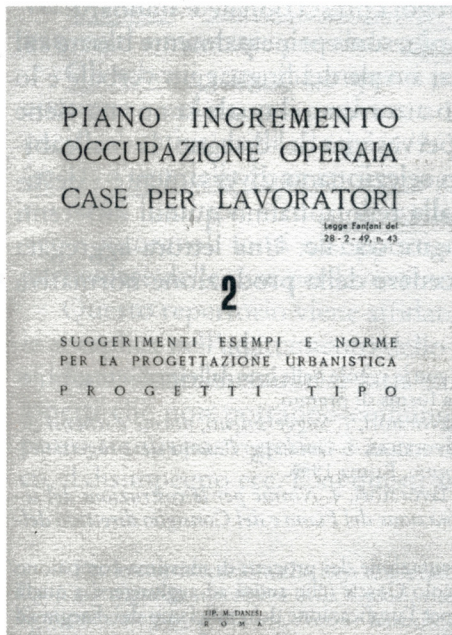 PIANO INCREMENTO
OCCUPAZIONE OPERAIA
CASE PER LAVORATORI
Legge Fanfani del
28 - 2 - 49, n. 43
2
SUGGERIMENTI ESEMPI E NORME
PER LA PROGETTAZIONE URBANISTICA
PROGETTI TIPO
TIP. M. DANESI
ROMA